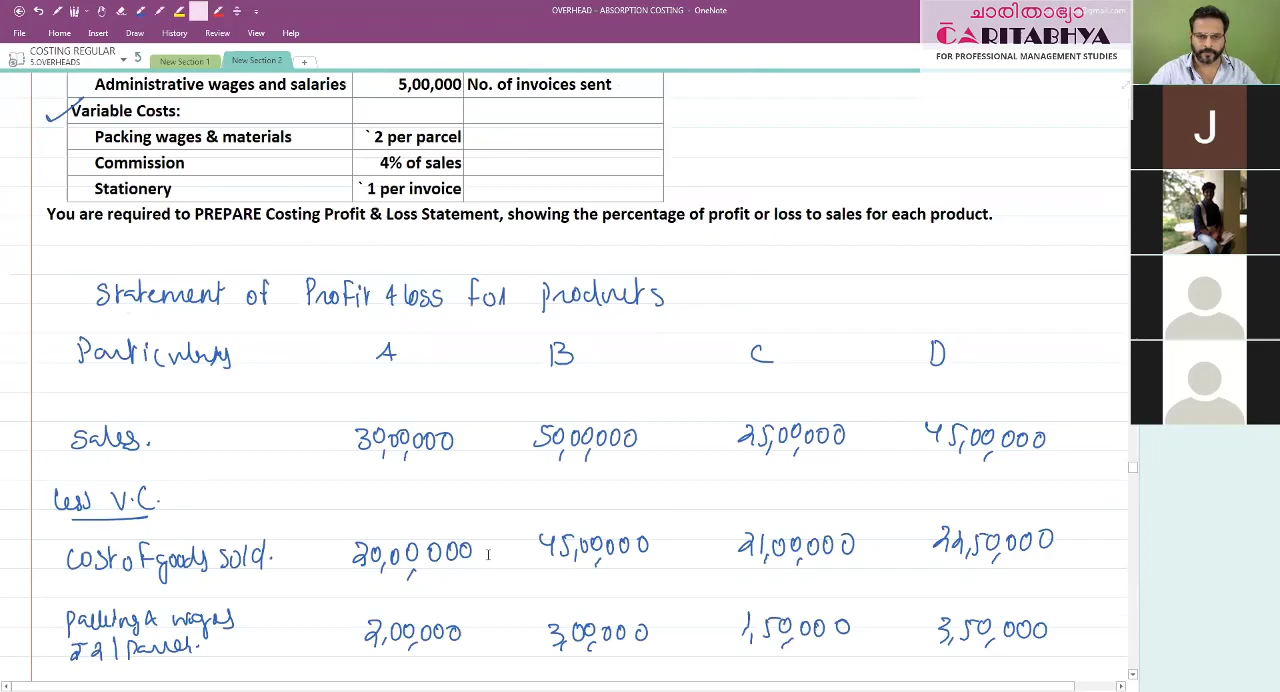 OVERHEAD – ABSORPTION COSTING - OneNote
File Home Insert Draw History Review View Help
COSTING REGULAR
5.OVERHEADS
5
New Section 1 New Section 2 +
ചാരിതാഭ്യാ
CARITABHYA
FOR PROFESSIONAL MANAGEMENT STUDIES
Administrative wages and salaries 5,00,000 No. of invoices sent
Variable Costs:
Packing wages & materials ` 2 per parcel
Commission 4% of sales
Stationery ` 1 per invoice
You are required to PREPARE Costing Profit & Loss Statement, showing the percentage of profit or loss to sales for each product.
Statement of Profit & loss for products
Particulars A B C D
Sales. 30,00,000 50,00,000 25,00,000 45,00,000
less V.C.
Cost of goods sold. 20,00,000 45,00,000 21,00,000 22,50,000
packing & wages 2,00,000 3,00,000 1,50,000 3,50,000
₹ 2 / Parcel.
J